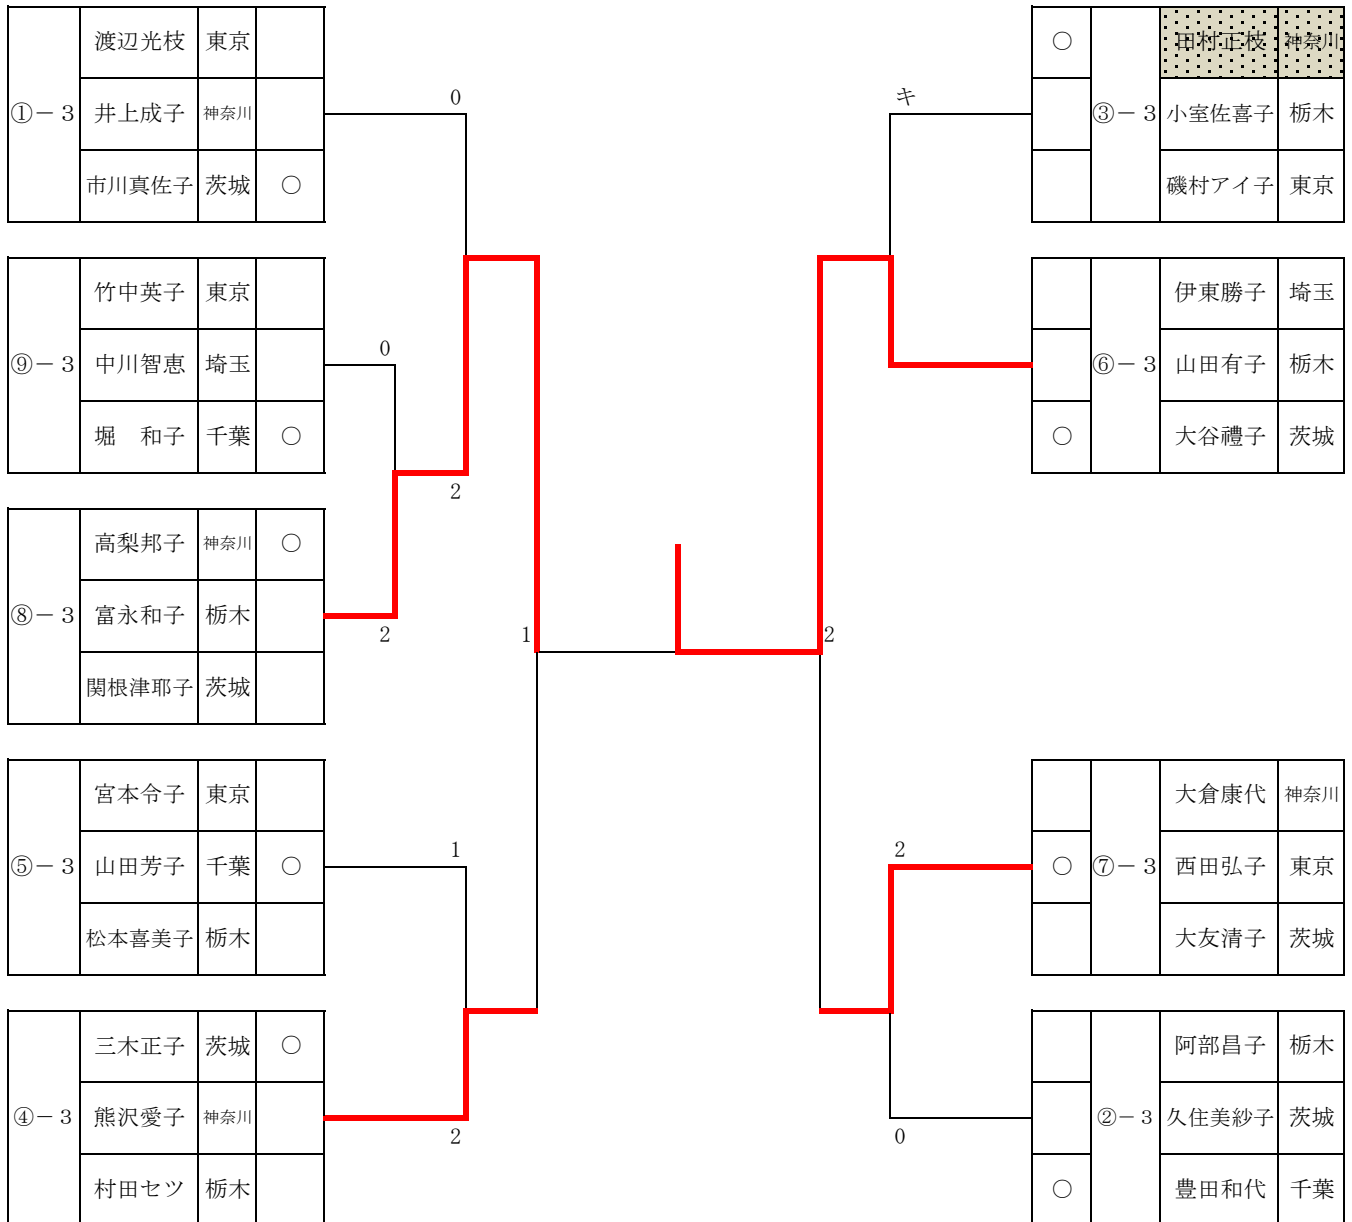 ①－3
渡辺光枝 東京
井上成子 神奈川
市川真佐子 茨城 ○
⑨－3
竹中英子 東京
中川智恵 埼玉
堀　和子 千葉 ○
⑧－3
高梨邦子 神奈川 ○
富永和子 栃木
関根津耶子 茨城
⑤－3
宮本令子 東京
山田芳子 千葉 ○
松本喜美子 栃木
④－3
三木正子 茨城 ○
熊沢愛子 神奈川
村田セツ 栃木
0
0
2
2
1
1
2
キ
2
2
0
③－3
○ 田村正枝 神奈川
小室佐喜子 栃木
磯村アイ子 東京
⑥－3
伊東勝子 埼玉
山田有子 栃木
○ 大谷禮子 茨城
⑦－3
大倉康代 神奈川
○ 西田弘子 東京
大友清子 茨城
②－3
阿部昌子 栃木
久住美紗子 茨城
○ 豊田和代 千葉